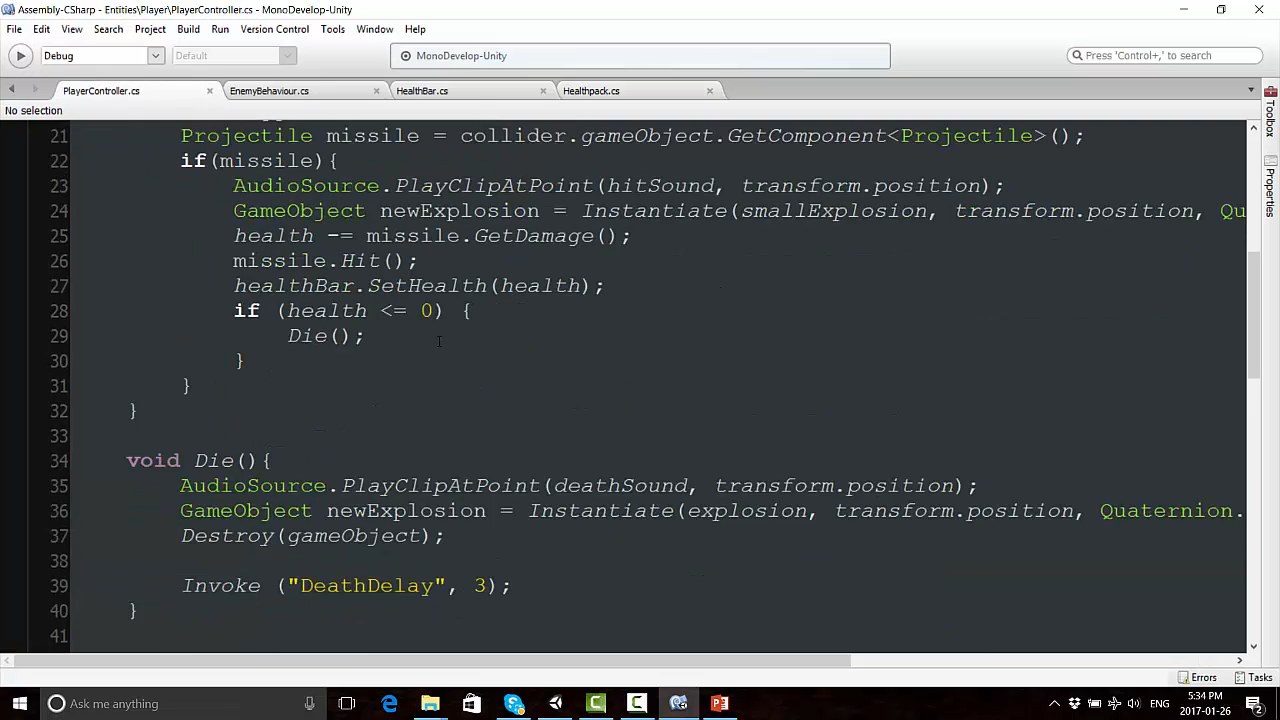 Assembly-CSharp - Entities\Player\PlayerController.cs - MonoDevelop-Unity
File Edit View Search Project Build Run Version Control Tools Window Help
Debug Default MonoDevelop-Unity Press 'Control+,' to search
PlayerController.cs EnemyBehaviour.cs HealthBar.cs Healthpack.cs
No selection
Toolbox
Properties
21 Projectile missile = collider.gameObject.GetComponent<Projectile>();
22 if(missile){
23 AudioSource.PlayClipAtPoint(hitSound, transform.position);
24 GameObject newExplosion = Instantiate(smallExplosion, transform.position, Qu
25 health -= missile.GetDamage();
26 missile.Hit();
27 healthBar.SetHealth(health);
28 if (health <= 0) {
29 Die();
30 }
31 }
32 }
33
34 void Die(){
35 AudioSource.PlayClipAtPoint(deathSound, transform.position);
36 GameObject newExplosion = Instantiate(explosion, transform.position, Quaternion.
37 Destroy(gameObject);
38
39 Invoke ("DeathDelay", 3);
40 }
41
Errors Tasks
Ask me anything
5:34 PM
2017-01-26
2